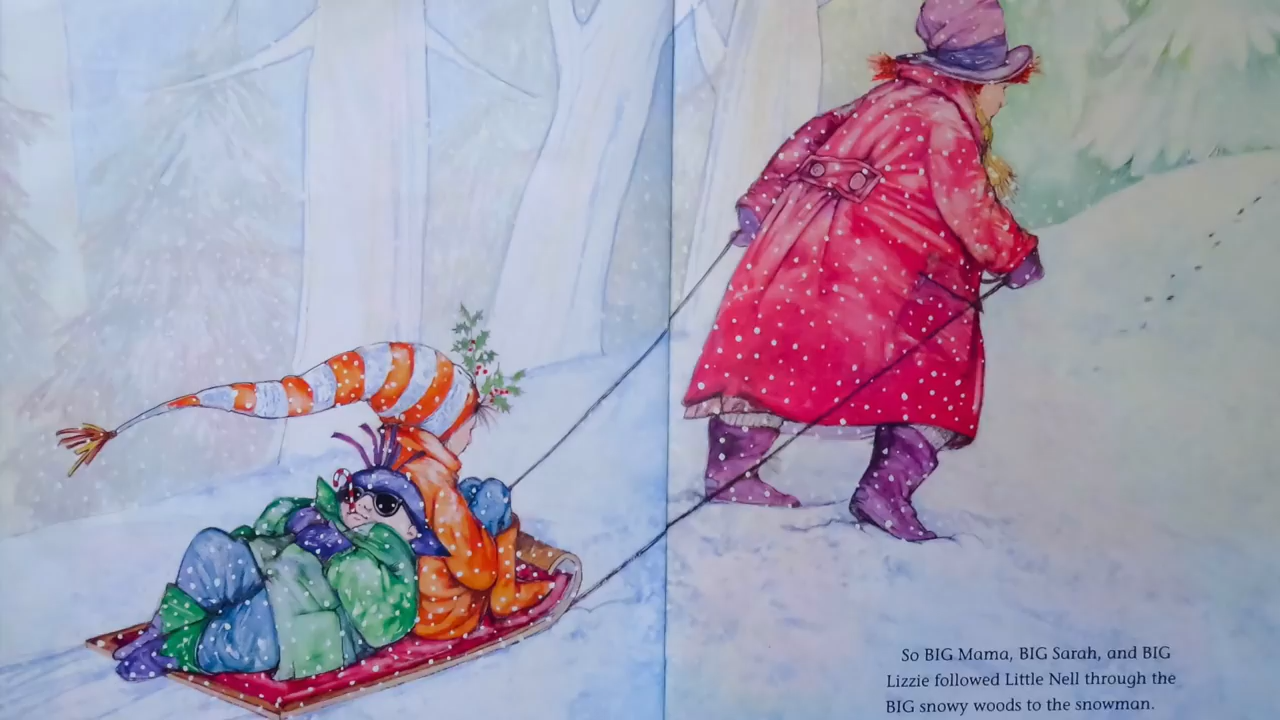 So BIG Mama, BIG Sarah, and BIG
Lizzie followed Little Nell through the
BIG snowy woods to the snowman.